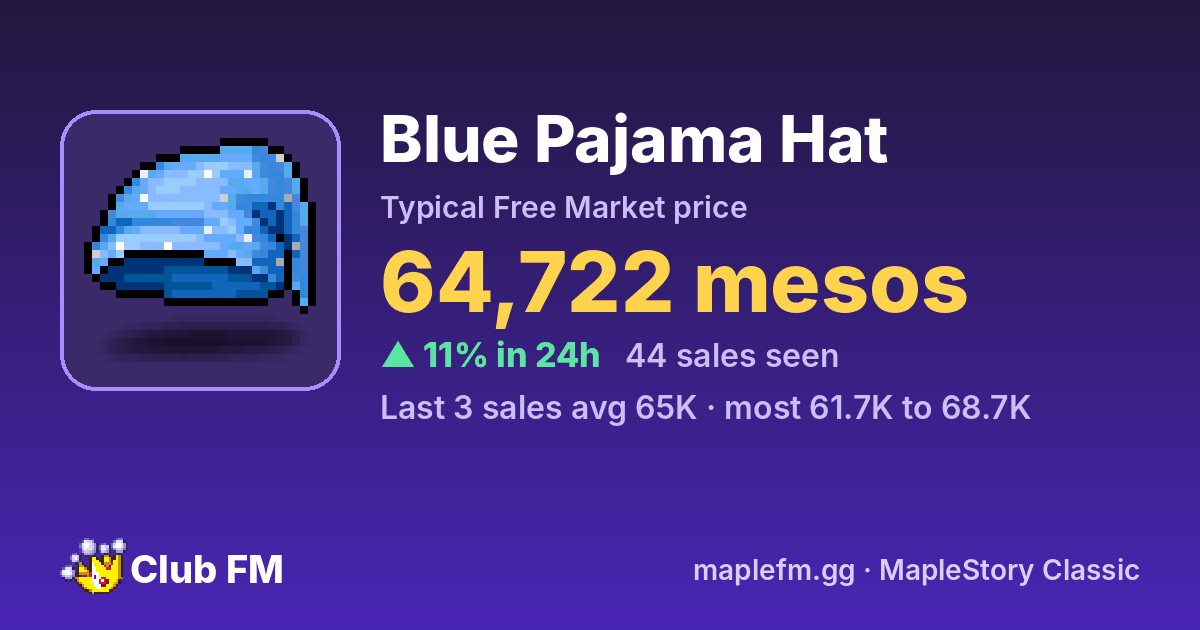 Blue Pajama Hat
Typical Free Market price
64,722 mesos
▲ 11% in 24h 44 sales seen
Last 3 sales avg 65K · most 61.7K to 68.7K
Club FM
maplefm.gg · MapleStory Classic